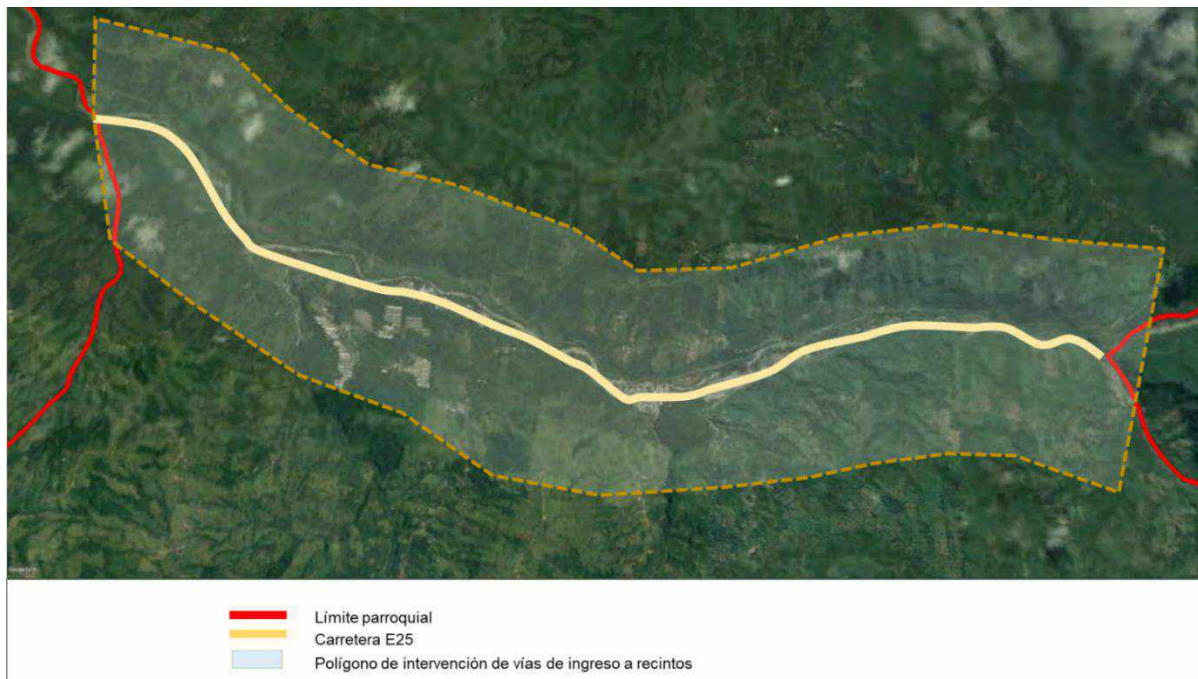 Límite parroquial
Carretera E25
Polígono de intervención de vías de ingreso a recintos